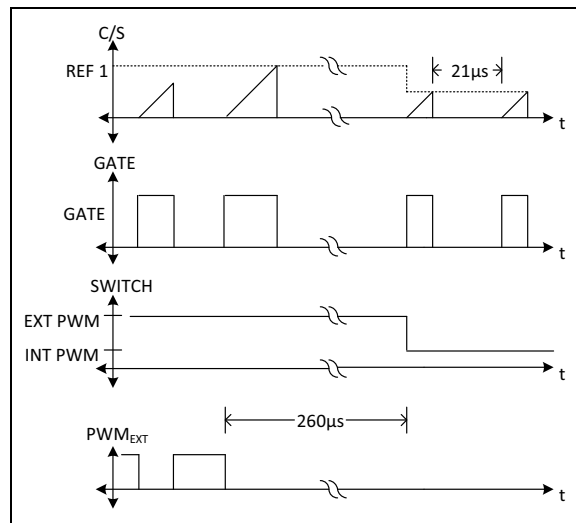 C/S
REF 1
21µs
t
GATE
GATE
t
SWITCH
EXT PWM
INT PWM
t
260µs
PWMEXT
t